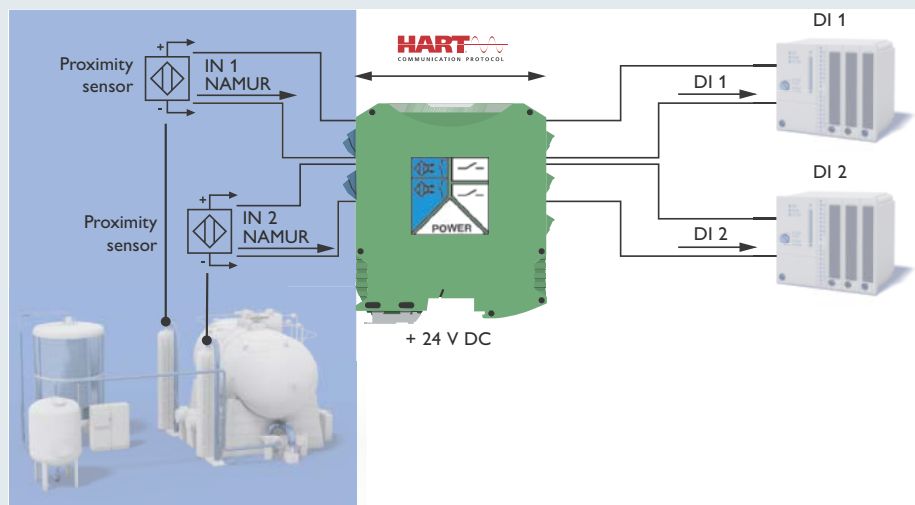 DI 1
HART
COMMUNICATION PROTOCOL
Proximity
sensor
+
-
IN 1
NAMUR
DI 1
DI 2
Proximity
sensor
+
-
IN 2
NAMUR
POWER
DI 2
+ 24 V DC